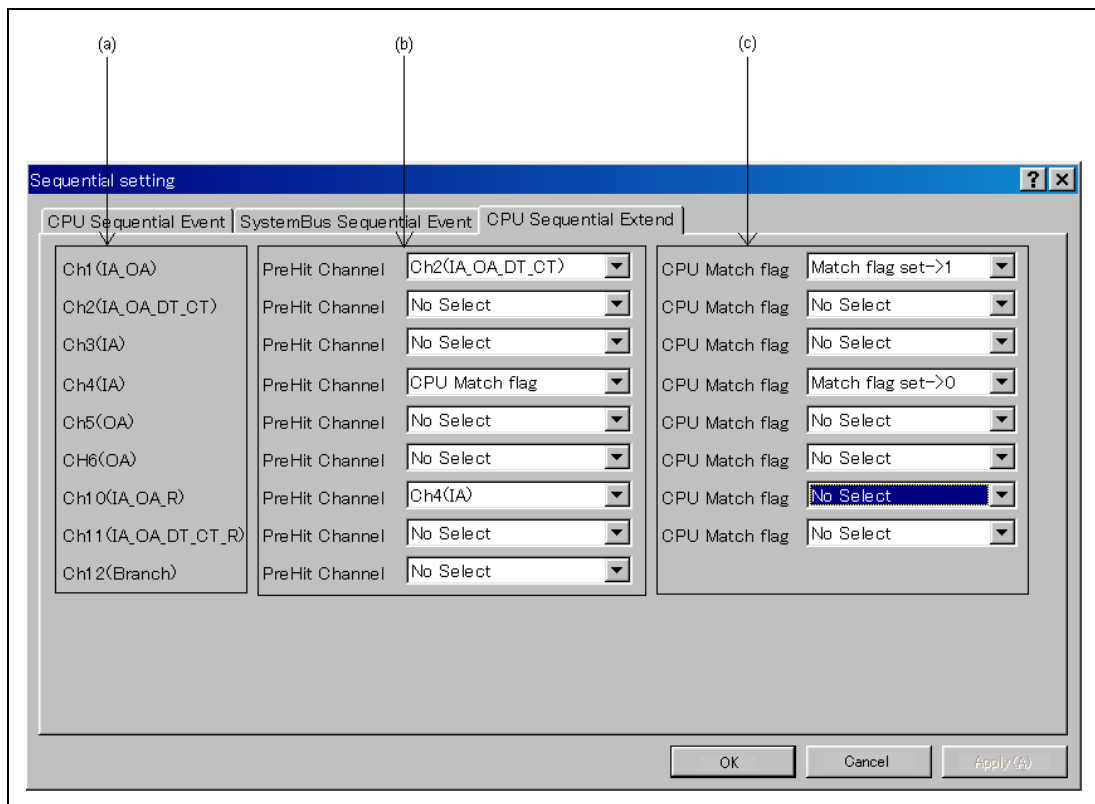 (a) (b) (c)
Sequential setting
CPU Sequential Event SystemBus Sequential Event CPU Sequential Extend
Ch1(IA_OA) PreHit Channel Ch2(IA_OA_DT_CT) CPU Match flag Match flag set->1
Ch2(IA_OA_DT_CT) PreHit Channel No Select CPU Match flag No Select
Ch3(IA) PreHit Channel No Select CPU Match flag No Select
Ch4(IA) PreHit Channel CPU Match flag CPU Match flag Match flag set->0
Ch5(OA) PreHit Channel No Select CPU Match flag No Select
CH6(OA) PreHit Channel No Select CPU Match flag No Select
Ch10(IA_OA_R) PreHit Channel Ch4(IA) CPU Match flag No Select
Ch11(IA_OA_DT_CT_R) PreHit Channel No Select CPU Match flag No Select
Ch12(Branch) PreHit Channel No Select
OK Cancel Apply(A)